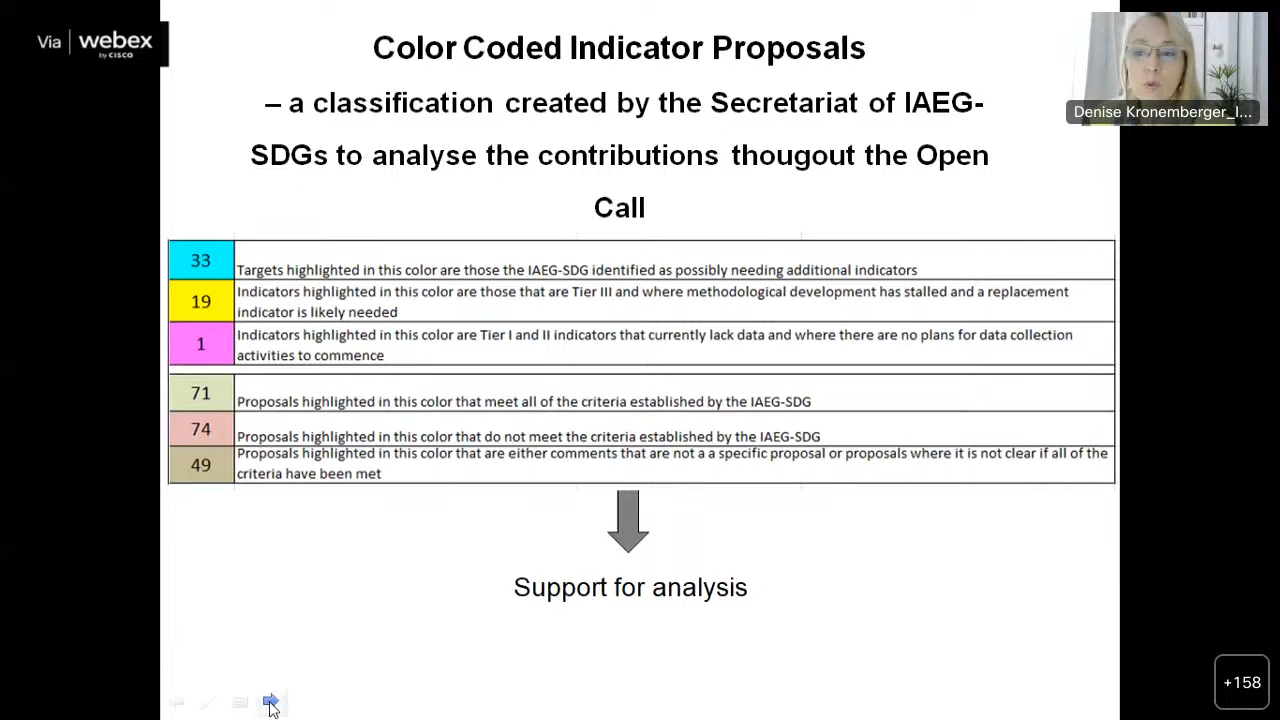 Via | webex
by CISCO
Color Coded Indicator Proposals
– a classification created by the Secretariat of IAEG-
SDGs to analyse the contributions thougout the Open
Call
Denise Kronemberger_I...
33
Targets highlighted in this color are those the IAEG-SDG identified as possibly needing additional indicators
19
Indicators highlighted in this color are those that are Tier III and where methodological development has stalled and a replacement
indicator is likely needed
1
Indicators highlighted in this color are Tier I and II indicators that currently lack data and where there are no plans for data collection
activities to commence
71
Proposals highlighted in this color that meet all of the criteria established by the IAEG-SDG
74
Proposals highlighted in this color that do not meet the criteria established by the IAEG-SDG
49
Proposals highlighted in this color that are either comments that are not a a specific proposal or proposals where it is not clear if all of the
criteria have been met
Support for analysis
+158